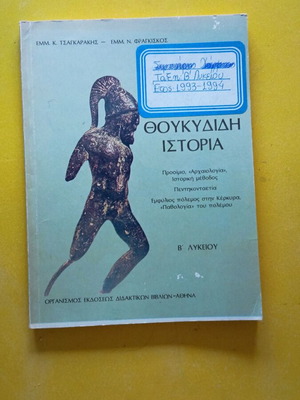 ΕΜΜ. Κ. ΤΣΑΓΚΑΡΑΚΗΣ – ΕΜΜ. Ν. ΦΡΑΓΚΙΣΚΟΣ
Τάξη: Β' Λυκείου
Έτος: 1993-1994
ΘΟΥΚΥΔΙΔΗ
ΙΣΤΟΡΙΑ
Προοίμιο, «Αρχαιολογία»,
Ιστορική μέθοδος
Πεντηκονταετία
Εμφύλιος πόλεμος στην Κέρκυρα,
«Παθολογία» του πολέμου
Β΄ ΛΥΚΕΙΟΥ
ΟΡΓΑΝΙΣΜΟΣ ΕΚΔΟΣΕΩΣ ΔΙΔΑΚΤΙΚΩΝ ΒΙΒΛΙΩΝ–ΑΘΗΝΑ